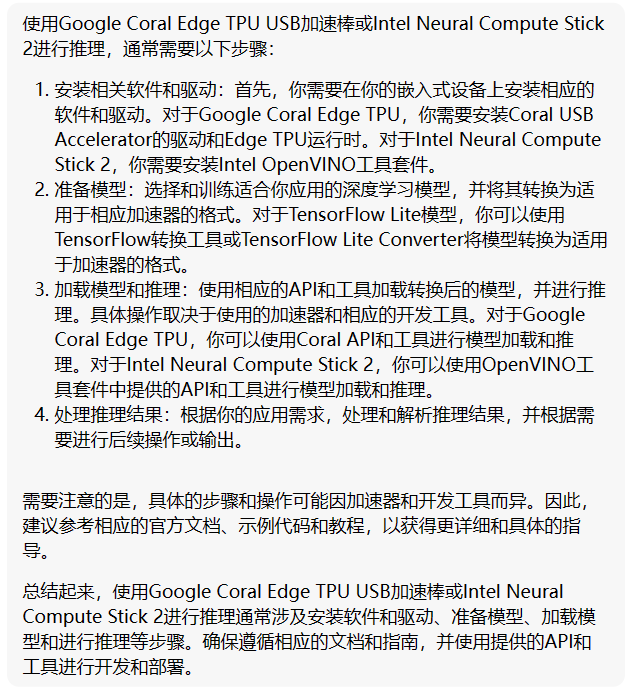 使用Google Coral Edge TPU USB加速棒或Intel Neural Compute Stick
2进行推理，通常需要以下步骤：
1. 安装相关软件和驱动：首先，你需要在你的嵌入式设备上安装相应的
软件和驱动。对于Google Coral Edge TPU，你需要安装Coral USB
Accelerator的驱动和Edge TPU运行时。对于Intel Neural Compute
Stick 2，你需要安装Intel OpenVINO工具套件。
2. 准备模型：选择和训练适合你应用的深度学习模型，并将其转换为适
用于相应加速器的格式。对于TensorFlow Lite模型，你可以使用
TensorFlow转换工具或TensorFlow Lite Converter将模型转换为适用
于加速器的格式。
3. 加载模型和推理：使用相应的API和工具加载转换后的模型，并进行推
理。具体操作取决于使用的加速器和相应的开发工具。对于Google
Coral Edge TPU，你可以使用Coral API和工具进行模型加载和推
理。对于Intel Neural Compute Stick 2，你可以使用OpenVINO工
具套件中提供的API和工具进行模型加载和推理。
4. 处理推理结果：根据你的应用需求，处理和解析推理结果，并根据需
要进行后续操作或输出。
需要注意的是，具体的步骤和操作可能因加速器和开发工具而异。因此，
建议参考相应的官方文档、示例代码和教程，以获得更详细和具体的指
导。
总结起来，使用Google Coral Edge TPU USB加速棒或Intel Neural
Compute Stick 2进行推理通常涉及安装软件和驱动、准备模型、加载模
型和进行推理等步骤。确保遵循相应的文档和指南，并使用提供的API和
工具进行开发和部署。